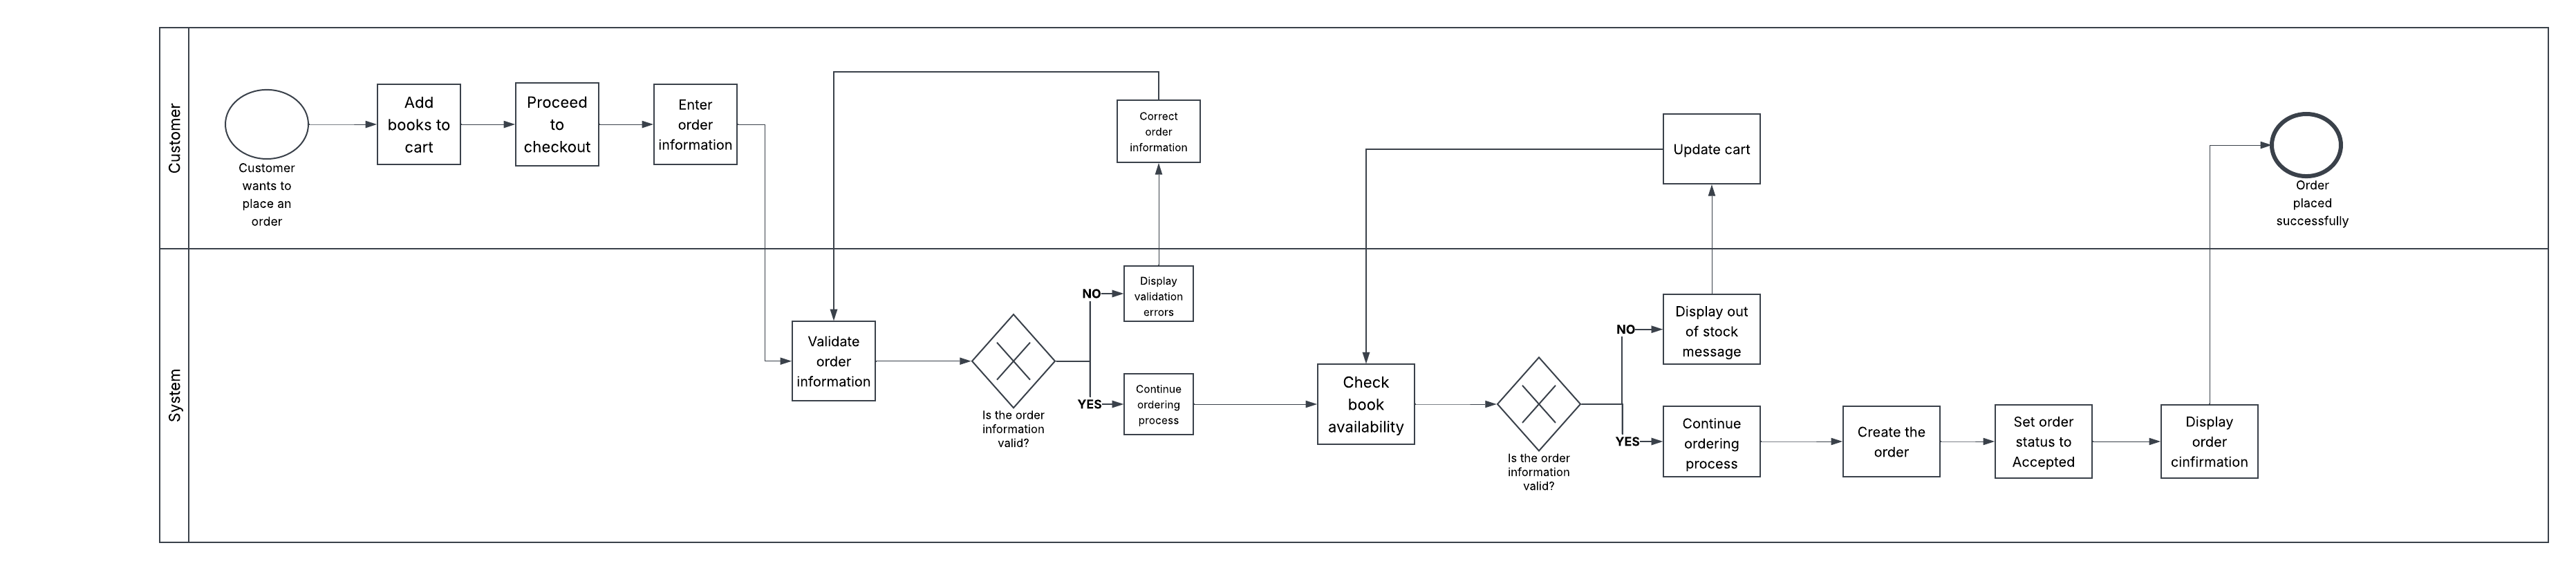 Customer
Customer
wants to
place an
order
Add
books to
cart
Proceed
to
checkout
Enter
order
information
Correct
order
information
Update cart
Order
placed
successfully
System
Validate
order
information
Is the order
information
valid?
NO
Display
validation
errors
YES
Continue
ordering
process
Check
book
availability
Is the order
information
valid?
NO
Display out
of stock
message
YES
Continue
ordering
process
Create the
order
Set order
status to
Accepted
Display
order
cinfirmation